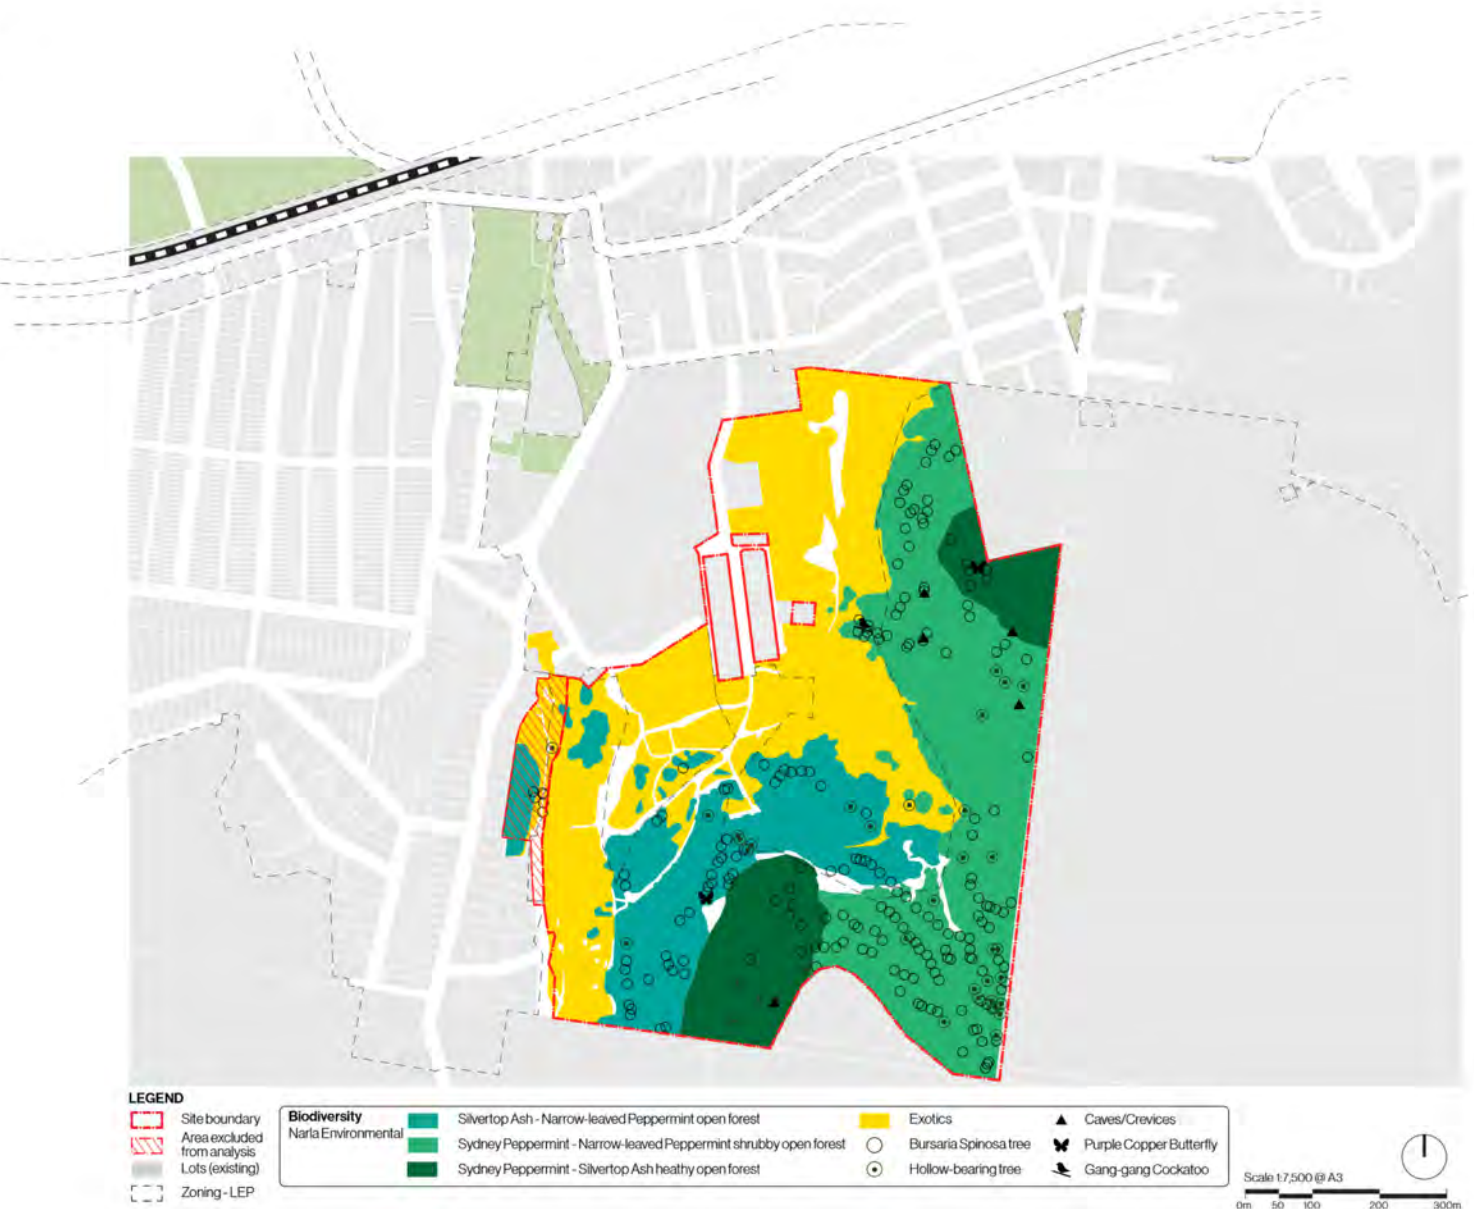 LEGEND
Site boundary
Area excluded
from analysis
Lots (existing)
Zoning - LEP
Biodiversity
Narla Environmental
Silvertop Ash - Narrow-leaved Peppermint open forest
Sydney Peppermint - Narrow-leaved Peppermint shrubby open forest
Sydney Peppermint - Silvertop Ash heathy open forest
Exotics
Bursaria Spinosa tree
Hollow-bearing tree
Caves/Crevices
Purple Copper Butterfly
Gang-gang Cockatoo
Scale 1:7,500 @ A3
0m 50 100 200 300m